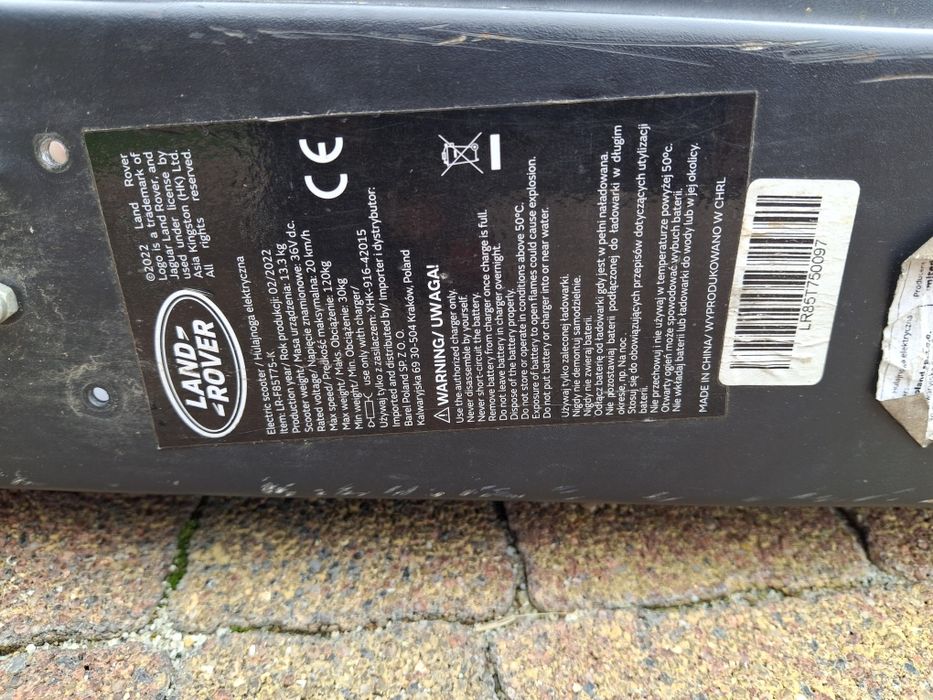 LAND
ROVER
©2022 Land Rover
Logo is a trademark of
Jaguar Land Rover, and
used under license by
Asia Kingston (HK) Ltd.
All rights reserved.
CE
Electric scooter / Hulajnoga elektryczna
Item: LR-F85T75-K
Production year/ Rok produkcji: 02/2022
Scooter weight/ Masa urządzenia: 13.3 kg
Rated voltage/ Napięcie znamionowe: 36V d.c.
Max speed/ Prędkość maksymalna: 20 km/h
Max weight/ Maks. Obciążenie: 120kg
Min weight/ Min. Obciążenie: 30kg
use only with charger/
Używaj tylko z zasilaczem: XHK-916-42015
Imported and distributed by/ Importer i dystrybutor:
Barel Poland SP Z O. O.
Kalwaryjska 69 30-504 Kraków, Poland
WARNING/ UWAGA!
Use the authorized charger only.
Never disassemble by yourself.
Never short-circuit the battery.
Remove battery from charger once charge is full.
Do not leave battery in charger overnight.
Dispose of the battery properly.
Do not store or operate in conditions above 50°C.
Exposure of battery to open flames could cause explosion.
Do not insert battery or charger into or near water.
Używaj tylko zaleconej ładowarki.
Nigdy nie demontuj samodzielnie.
Nigdy nie zwieraj baterii.
Odłącz baterię od ładowarki gdy jest w pełni naładowana.
Nie pozostawiaj baterii podłączonej do ładowarki w długim
okresie, np. Na noc.
Stosuj się do obowiązujących przepisów dotyczących utylizacji
baterii.
Nie przechowuj i nie używaj w temperaturze powyżej 50°c.
Otwarty ogień może spowodować wybuch baterii.
Nie wkładaj baterii lub ładowarki do wody lub w jej okolicy.
MADE IN CHINA/ WYPRODUKOWANO W CHRL
LR85T750097